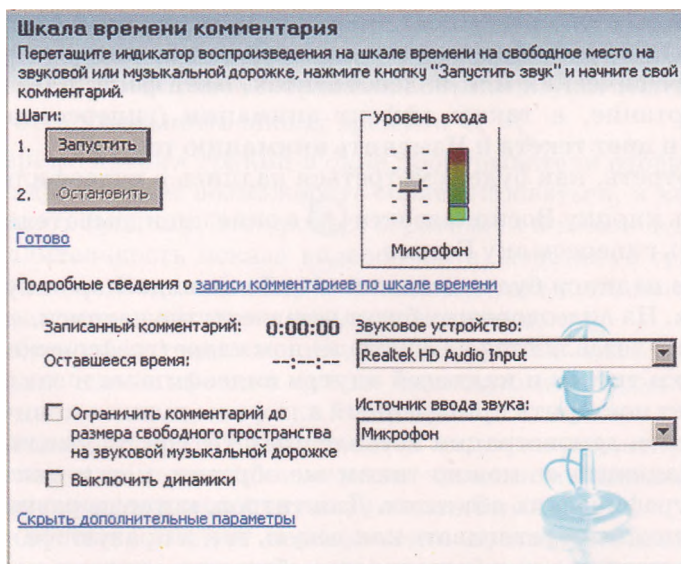 Шкала времени комментария
Перетащите индикатор воспроизведения на шкале времени на свободное место на
звуковой или музыкальной дорожке, нажмите кнопку "Запустить звук" и начните свой
комментарий.
Шаги:
1. Запустить
2. Остановить
Готово
Уровень входа
Микрофон
Подробные сведения о записи комментариев по шкале времени
Записанный комментарий: 0:00:00
Осталось время: --:--:--
Ограничить комментарий до
размера свободного пространства
на звуковой музыкальной дорожке
Выключить динамики
Звуковое устройство:
Realtek HD Audio Input
Источник ввода звука:
Микрофон
Скрыть дополнительные параметры